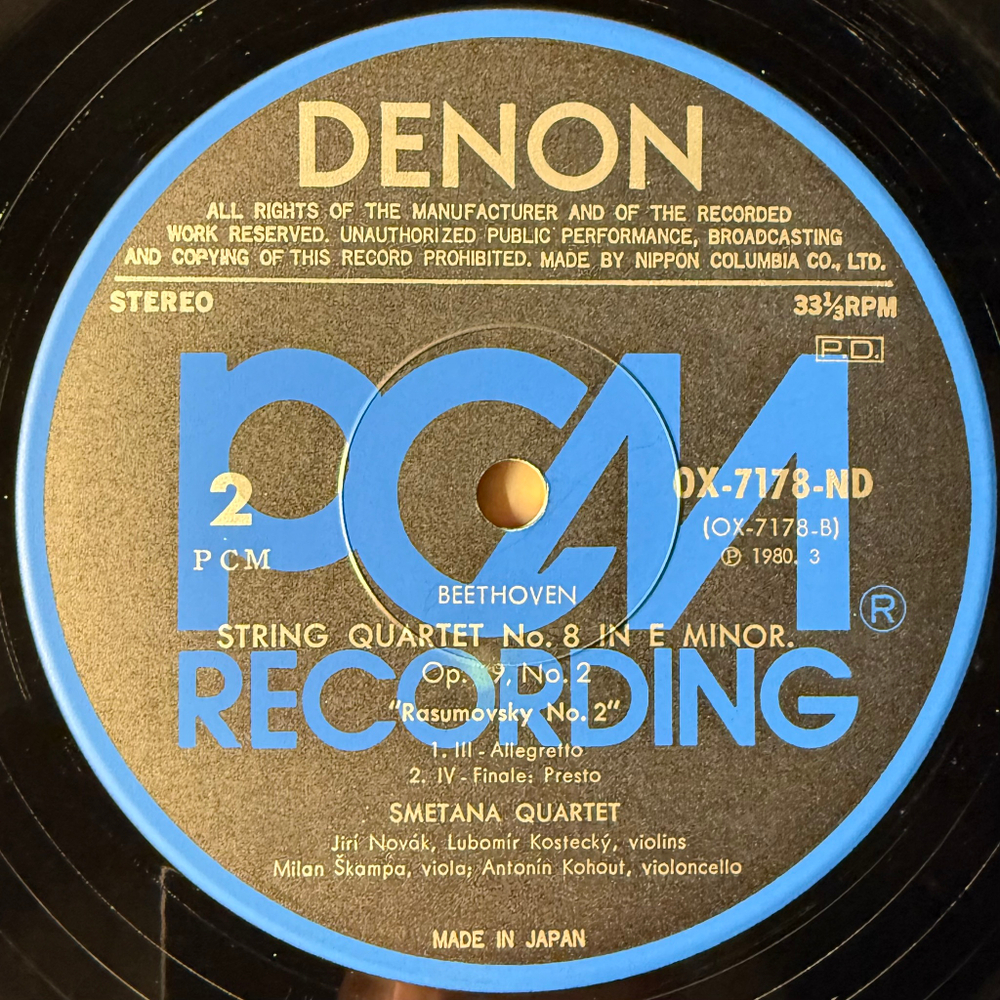 DENON
ALL RIGHTS OF THE MANUFACTURER AND OF THE RECORDED
WORK RESERVED. UNAUTHORIZED PUBLIC PERFORMANCE, BROADCASTING
AND COPYING OF THIS RECORD PROHIBITED. MADE BY NIPPON COLUMBIA CO., LTD.
STEREO
33⅓RPM
P.D.
PCM
RECORDING
®
2
PCM
OX-7178-ND
(OX-7178-B)
℗ 1980. 3
BEETHOVEN
STRING QUARTET No. 8 IN E MINOR.
Op. 9, No. 2
“Rasumovsky No. 2”
1. III - Allegretto
2. IV - Finale: Presto
SMETANA QUARTET
Jiří Novák, Lubomír Kostecký, violins
Milan Škampa, viola; Antonín Kohout, violoncello
MADE IN JAPAN